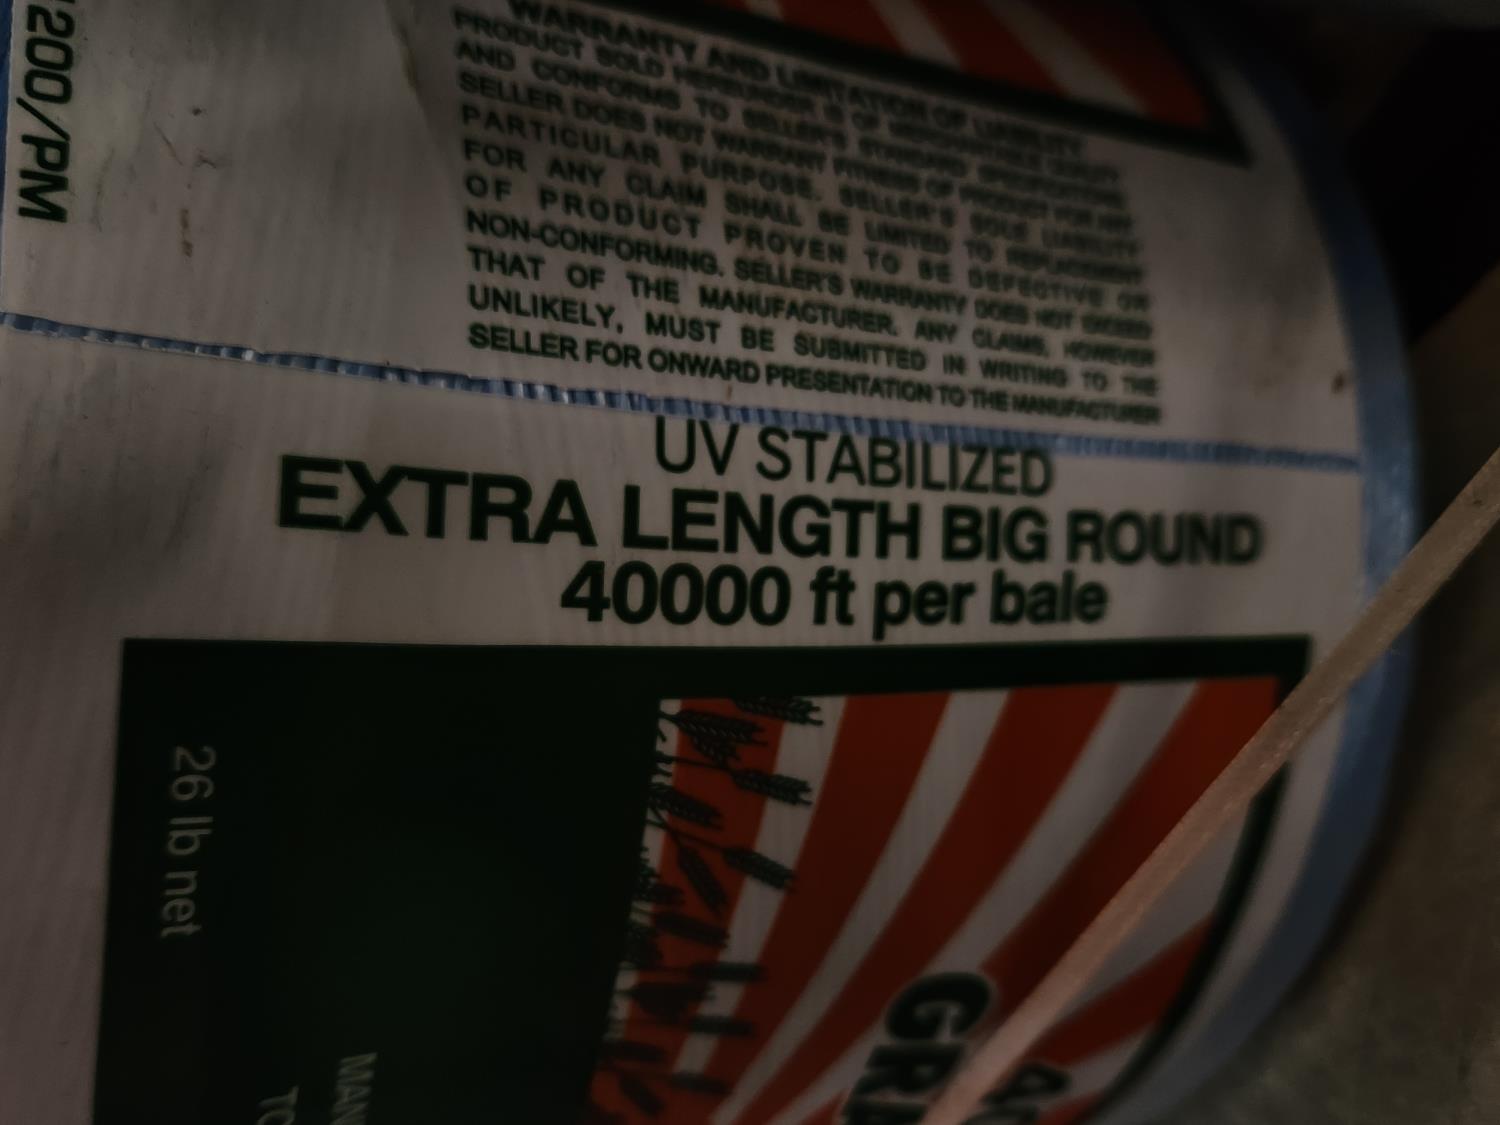 1200/PM
WARRANTY AND LIMITATION OF LIABILITY
PRODUCT SOLD HEREUNDER IS OF MERCHANTABLE QUALITY
AND CONFORMS TO SELLER'S STANDARD SPECIFICATIONS.
SELLER DOES NOT WARRANT FITNESS OF PRODUCT FOR ANY
PARTICULAR PURPOSE. SELLER'S SOLE LIABILITY
FOR ANY CLAIM SHALL BE LIMITED TO REPLACEMENT
OF PRODUCT PROVEN TO BE DEFECTIVE OR
NON-CONFORMING. SELLER'S WARRANTY DOES NOT EXCEED
THAT OF THE MANUFACTURER. ANY CLAIMS, HOWEVER
UNLIKELY, MUST BE SUBMITTED IN WRITING TO THE
SELLER FOR ONWARD PRESENTATION TO THE MANUFACTURER
UV STABILIZED
EXTRA LENGTH BIG ROUND
40000 ft per bale
26 lb net